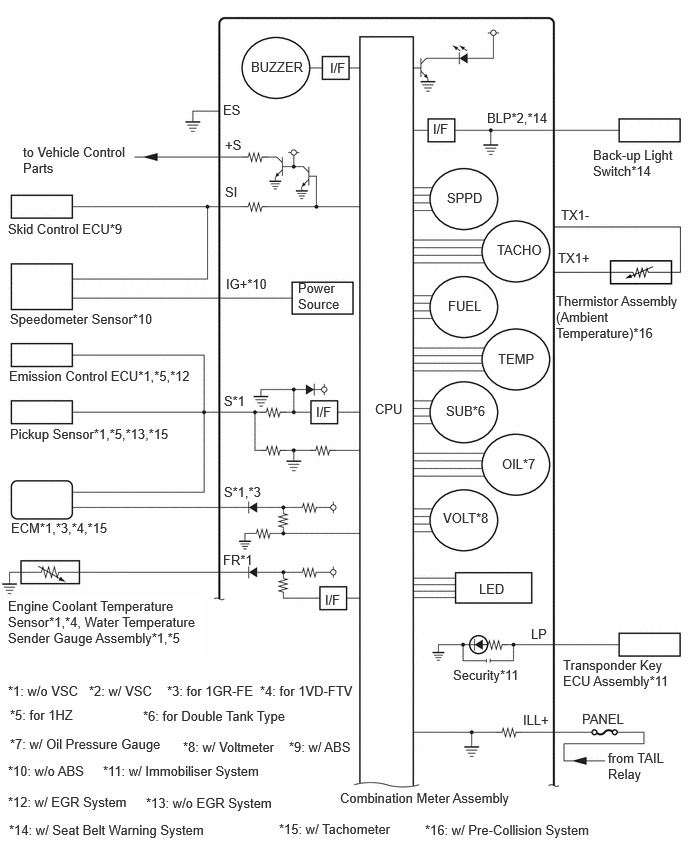 BUZZER
I/F
ES
BLP*2,*14
I/F
+S
to Vehicle Control
Parts
Back-up Light
Switch*14
SI
SPPD
Skid Control ECU*9
TX1-
TACHO
TX1+
IG+*10
Power
Source
Speedometer Sensor*10
FUEL
Thermistor Assembly
(Ambient
Temperature)*16
TEMP
Emission Control ECU*1,*5,*12
S*1
I/F
CPU
SUB*6
Pickup Sensor*1,*5,*13,*15
OIL*7
S*1,*3
VOLT*8
ECM*1,*3,*4,*15
FR*1
I/F
LED
Engine Coolant Temperature
Sensor*1,*4, Water Temperature
Sender Gauge Assembly*1,*5
LP
Security*11
Transponder Key
ECU Assembly*11
*1: w/o VSC *2: w/ VSC *3: for 1GR-FE *4: for 1VD-FTV
*5: for 1HZ *6: for Double Tank Type
ILL+
PANEL
*7: w/ Oil Pressure Gauge *8: w/ Voltmeter *9: w/ ABS
from TAIL
Relay
*10: w/o ABS *11: w/ Immobiliser System
Combination Meter Assembly
*12: w/ EGR System *13: w/o EGR System
*14: w/ Seat Belt Warning System *15: w/ Tachometer *16: w/ Pre-Collision System